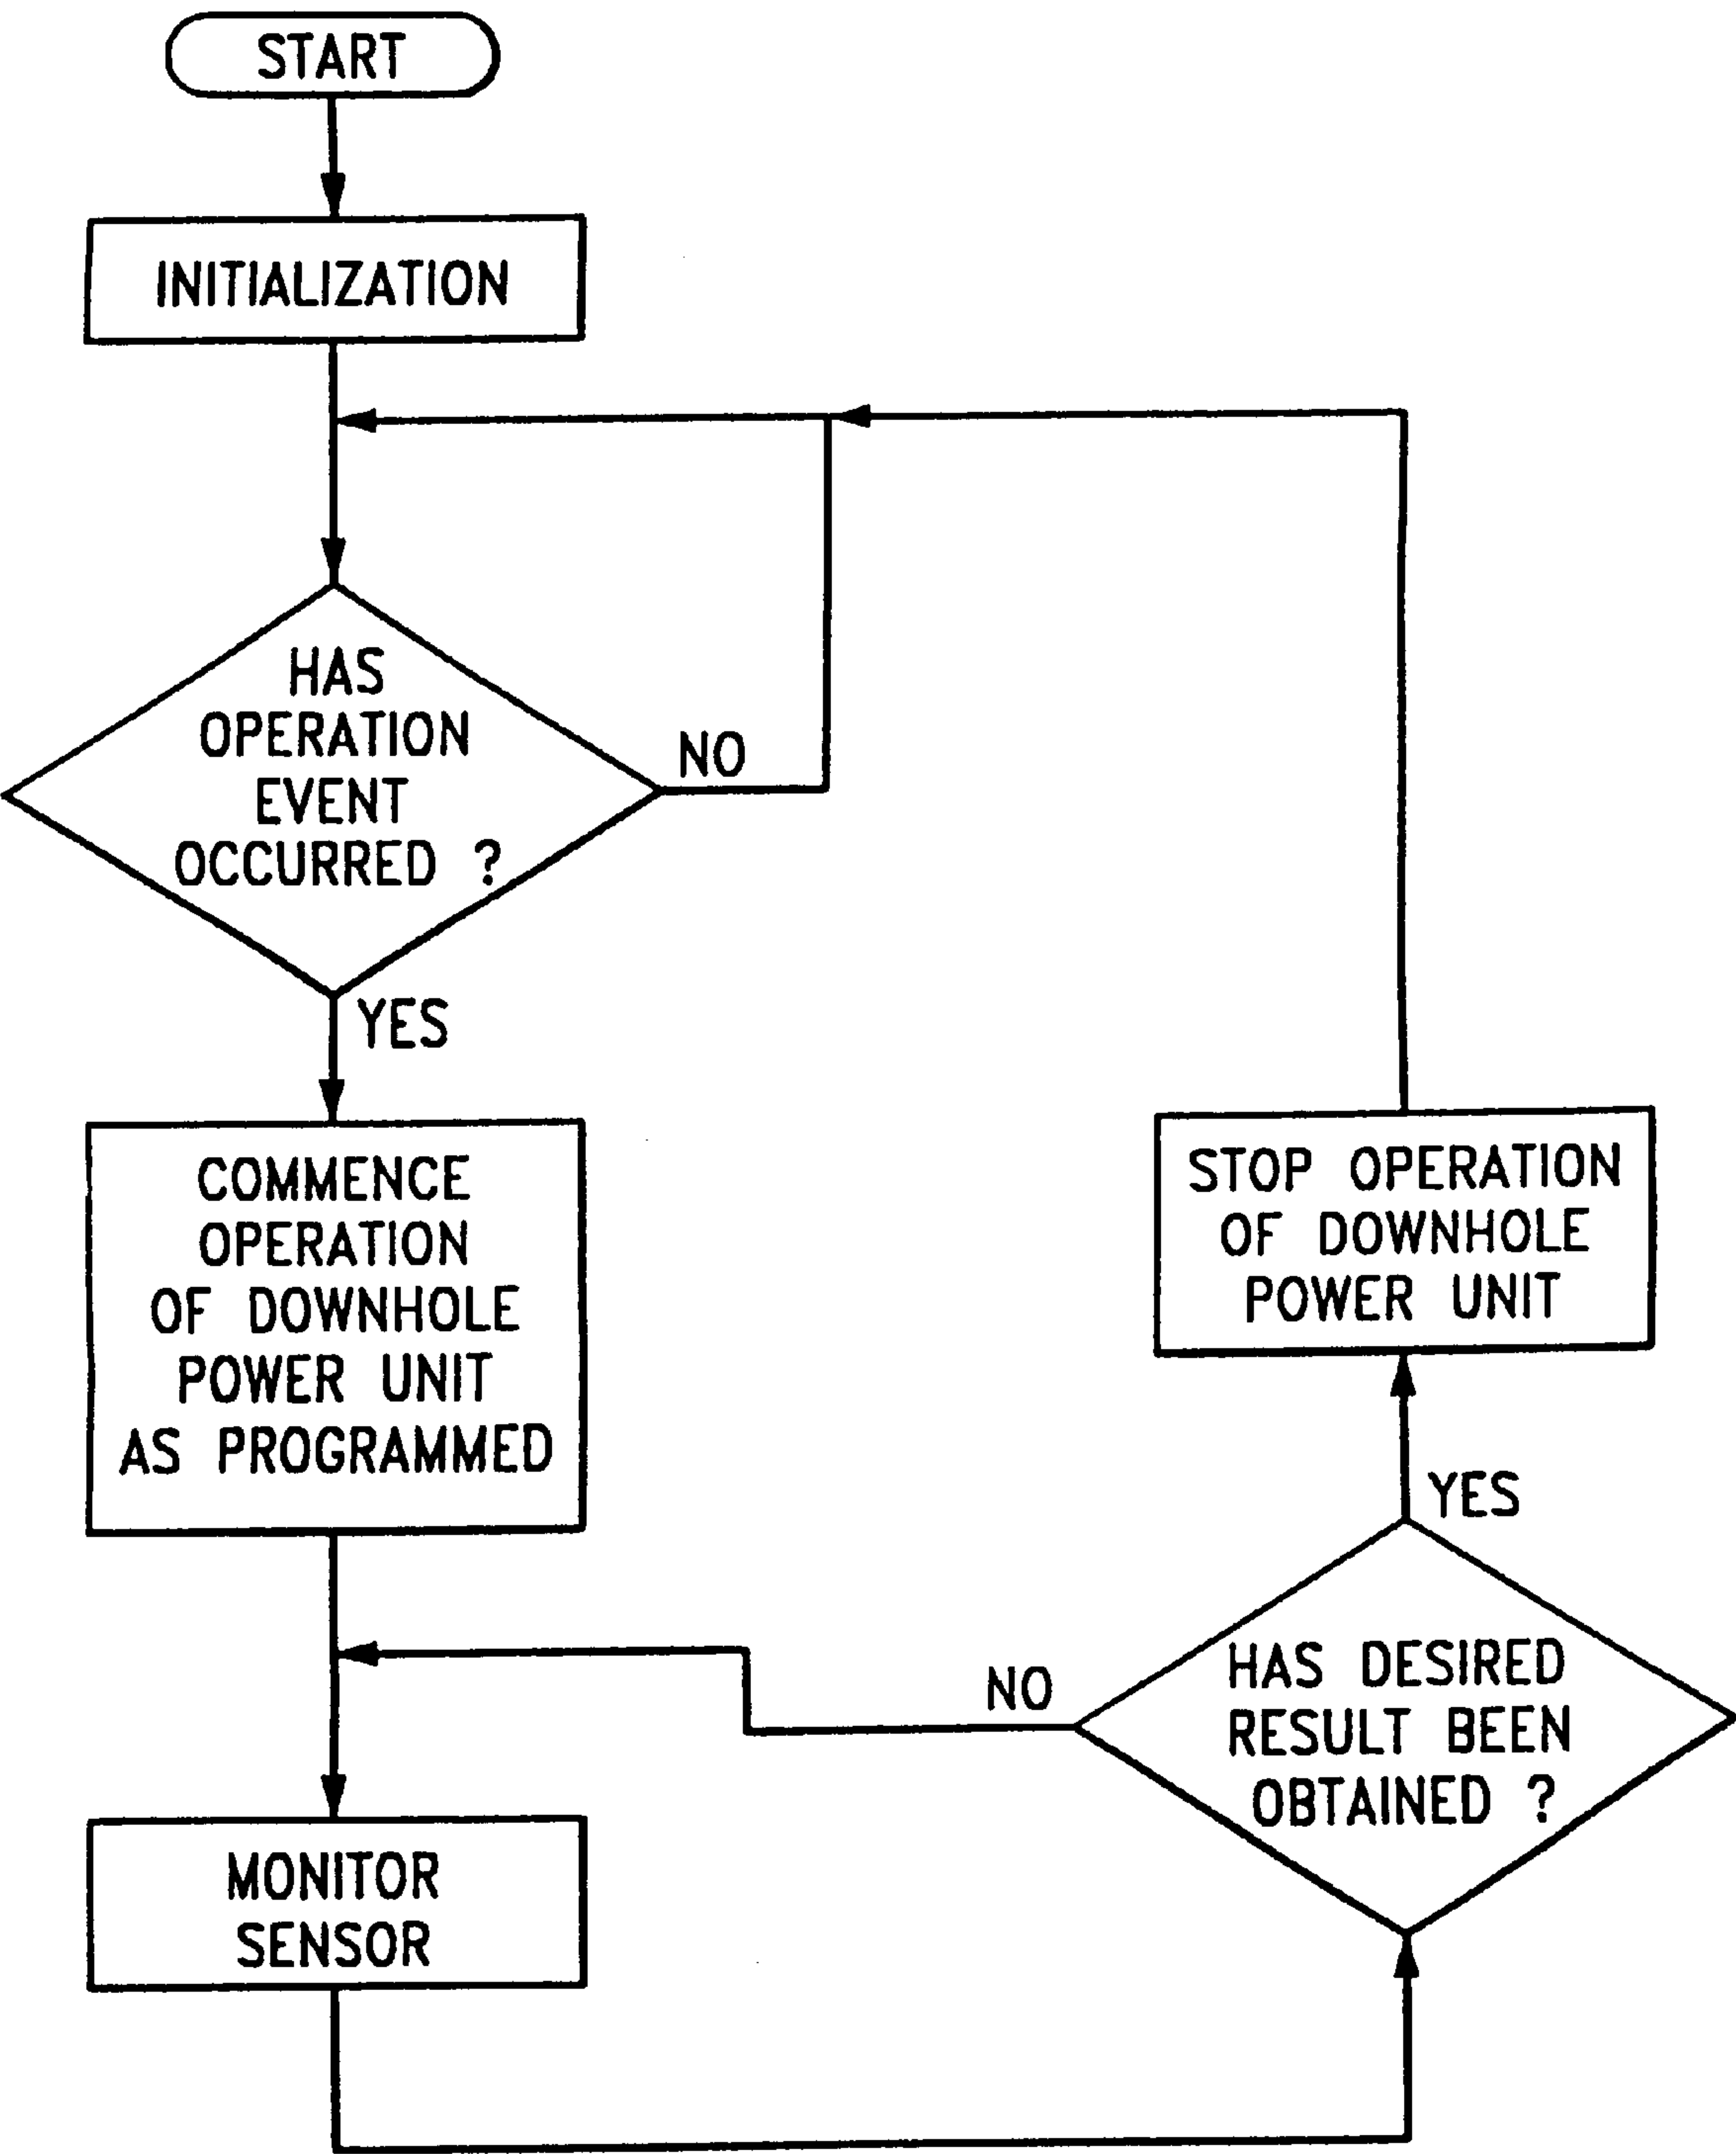 START
INITIALIZATION
HAS
OPERATION
EVENT
OCCURRED ?
NO
YES
COMMENCE
OPERATION
OF DOWNHOLE
POWER UNIT
AS PROGRAMMED
MONITOR
SENSOR
HAS DESIRED
RESULT BEEN
OBTAINED ?
NO
YES
STOP OPERATION
OF DOWNHOLE
POWER UNIT